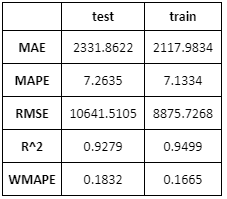 test train
MAE 2331.8622 2117.9834
MAPE 7.2635 7.1334
RMSE 10641.5105 8875.7268
R^2 0.9279 0.9499
WMAPE 0.1832 0.1665